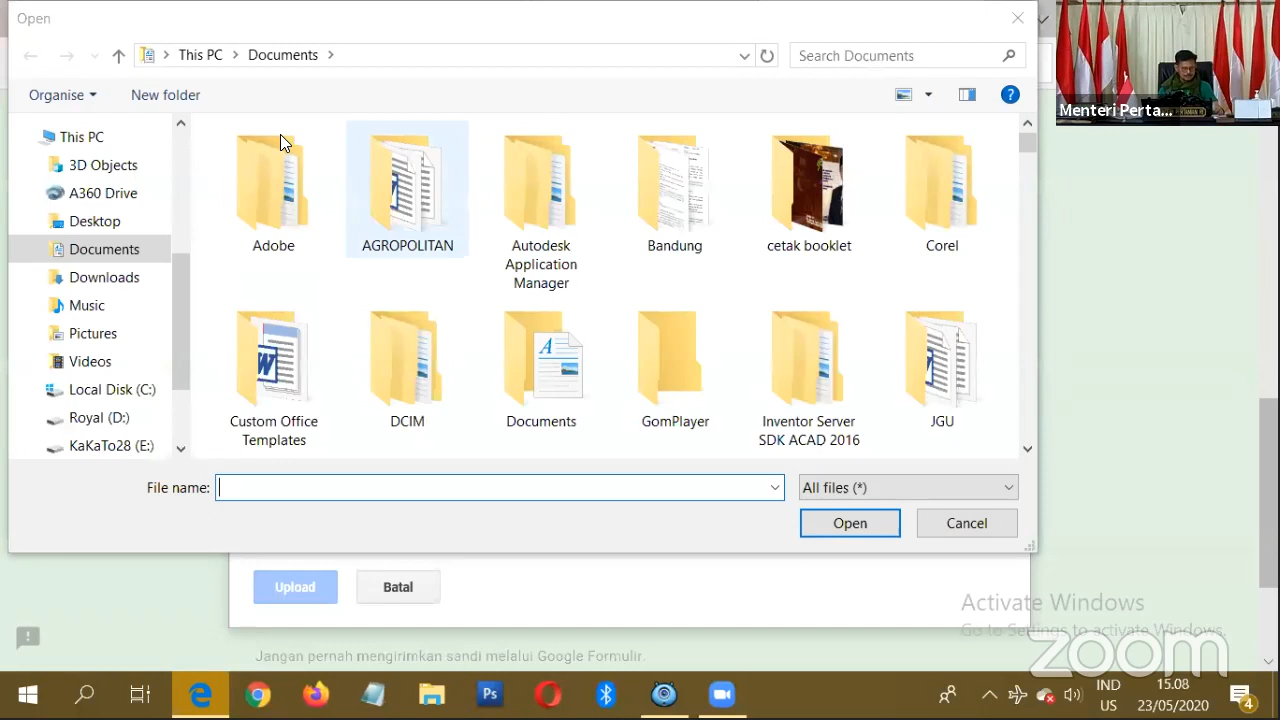 Open
This PC
Documents
Search Documents
Organise
New folder
This PC
3D Objects
A360 Drive
Desktop
Documents
Downloads
Music
Pictures
Videos
Local Disk (C:)
Royal (D:)
KaKaTo28 (E:)
Adobe
AGROPOLITAN
Autodesk
Application
Manager
Bandung
cetak booklet
Corel
Custom Office
Templates
DCIM
Documents
GomPlayer
Inventor Server
SDK ACAD 2016
JGU
File name:
All files (*)
Open
Cancel
Menteri Perta...
Upload
Batal
Jangan pernah mengirimkan sandi melalui Google Formulir.
Activate Windows
Go to Settings to activate Windows.
zoom
Ps
IND
US
15.08
23/05/2020
4